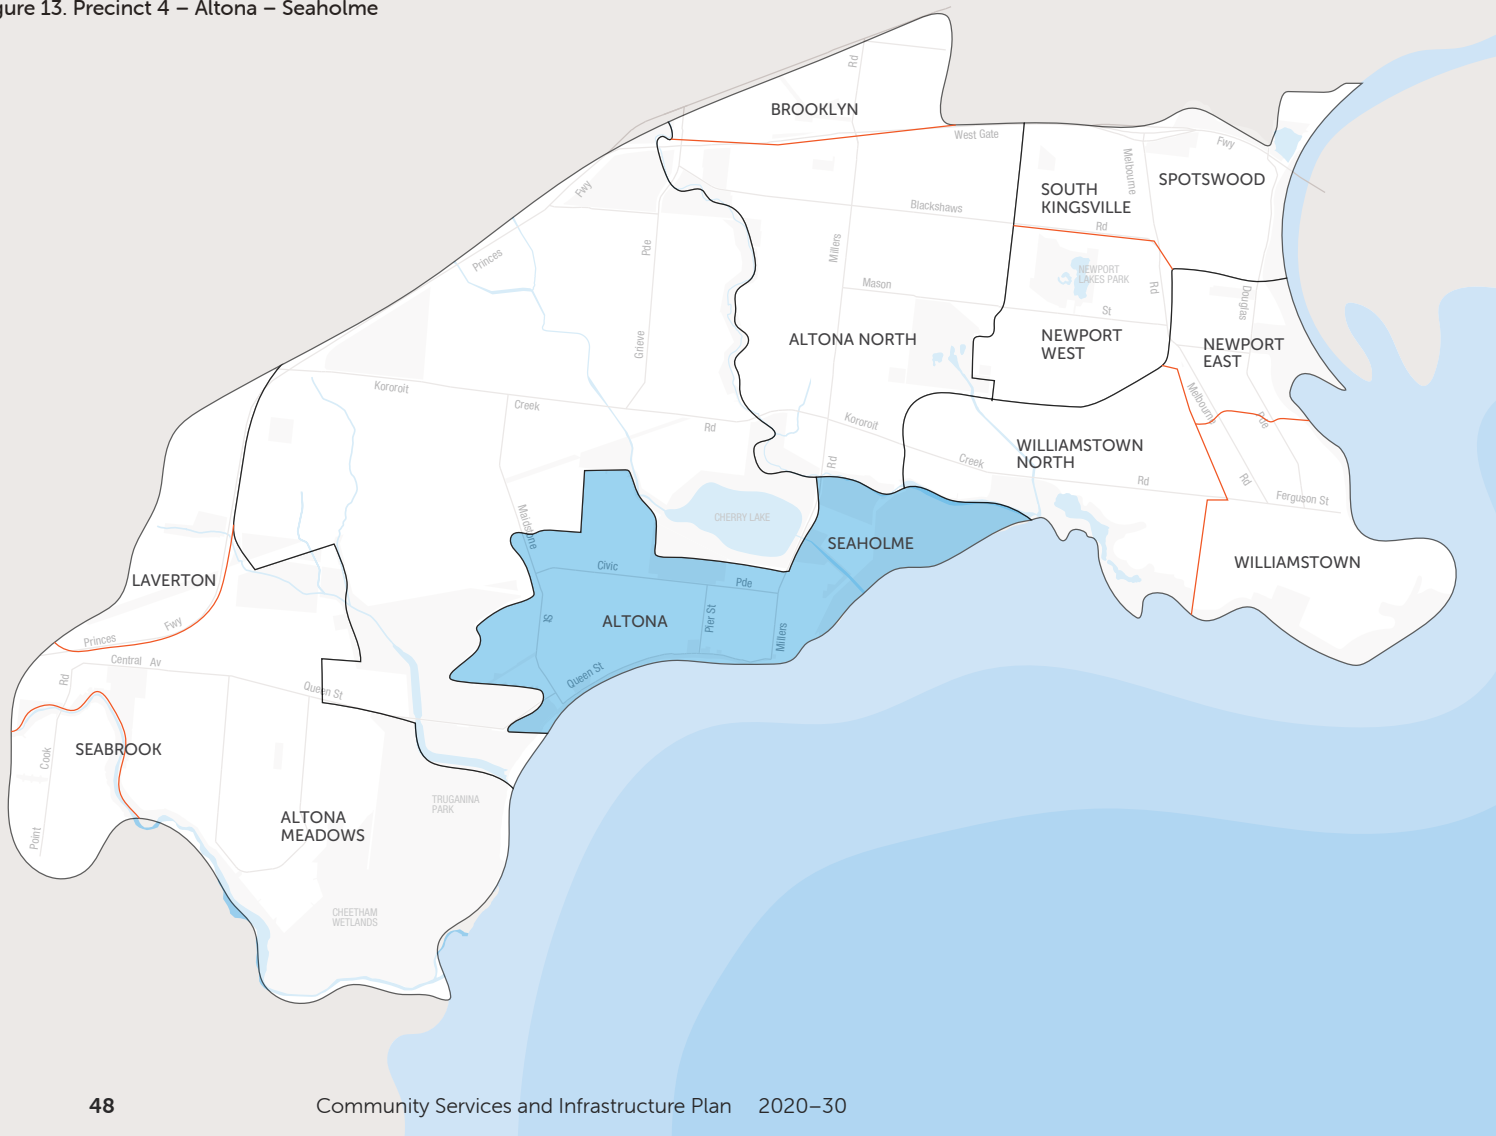 gure 13. Precinct 4 – Altona – Seaholme
BROOKLYN
Rd
West Gate
Fwy
Melbourne
SPOTSWOOD
SOUTH
KINGSVILLE
Fwy
Blackshaws
Rd
Pde
Millers
Princes
NEWPORT
LAKES PARK
Mason
Rd
St
Douglas
Grieve
ALTONA NORTH
NEWPORT
WEST
NEWPORT
EAST
Kororoit
Creek
Rd
Kororoit
Melbourne
Pde
WILLIAMSTOWN
NORTH
Creek
Rd
Rd
Rd
Ferguson St
CHERRY LAKE
Maidstone
SEAHOLME
WILLIAMSTOWN
LAVERTON
Civic
Pde
St
ALTONA
Pier St
Millers
Princes
Fwy
Central Av
Rd
Queen St
Queen St
SEABROOK
Cook
Point
TRUGANINA
PARK
ALTONA
MEADOWS
CHEETHAM
WETLANDS
48
Community Services and Infrastructure Plan 2020–30